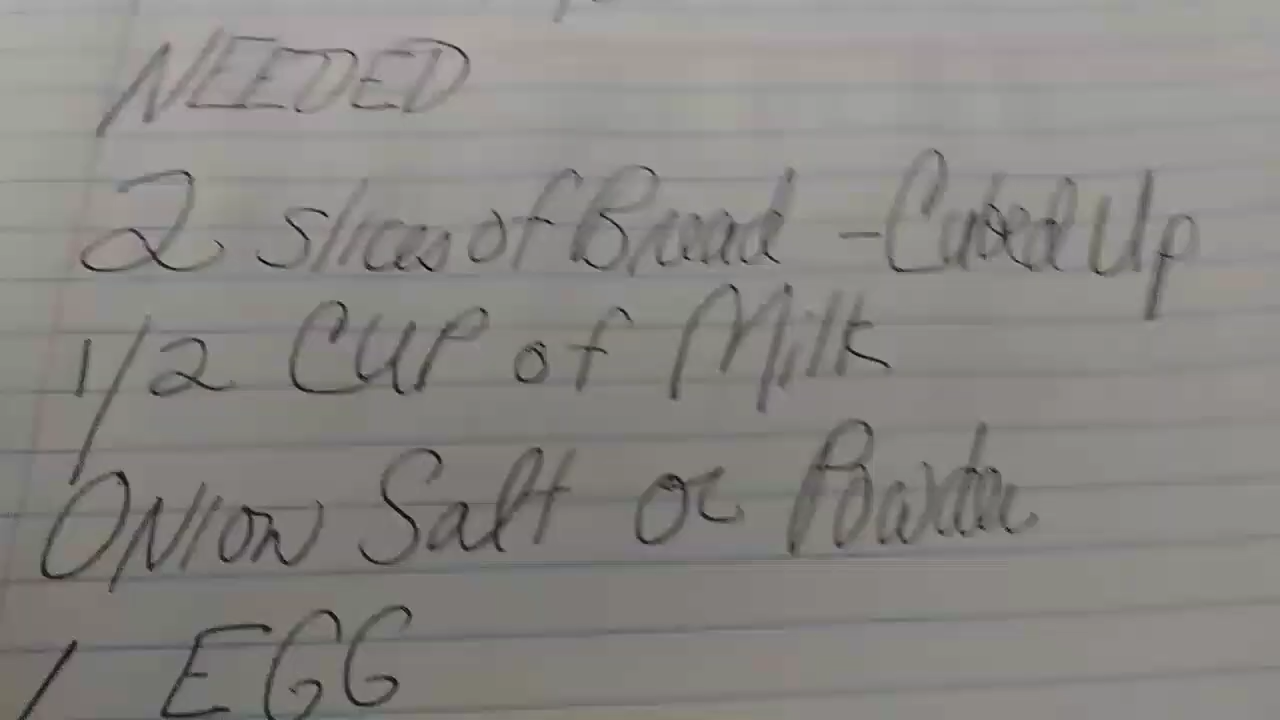 NEEDED
2 Slices of Bread - Cubed Up
1/2 CUP of Milk
ONION Salt or Powder
1 EGG